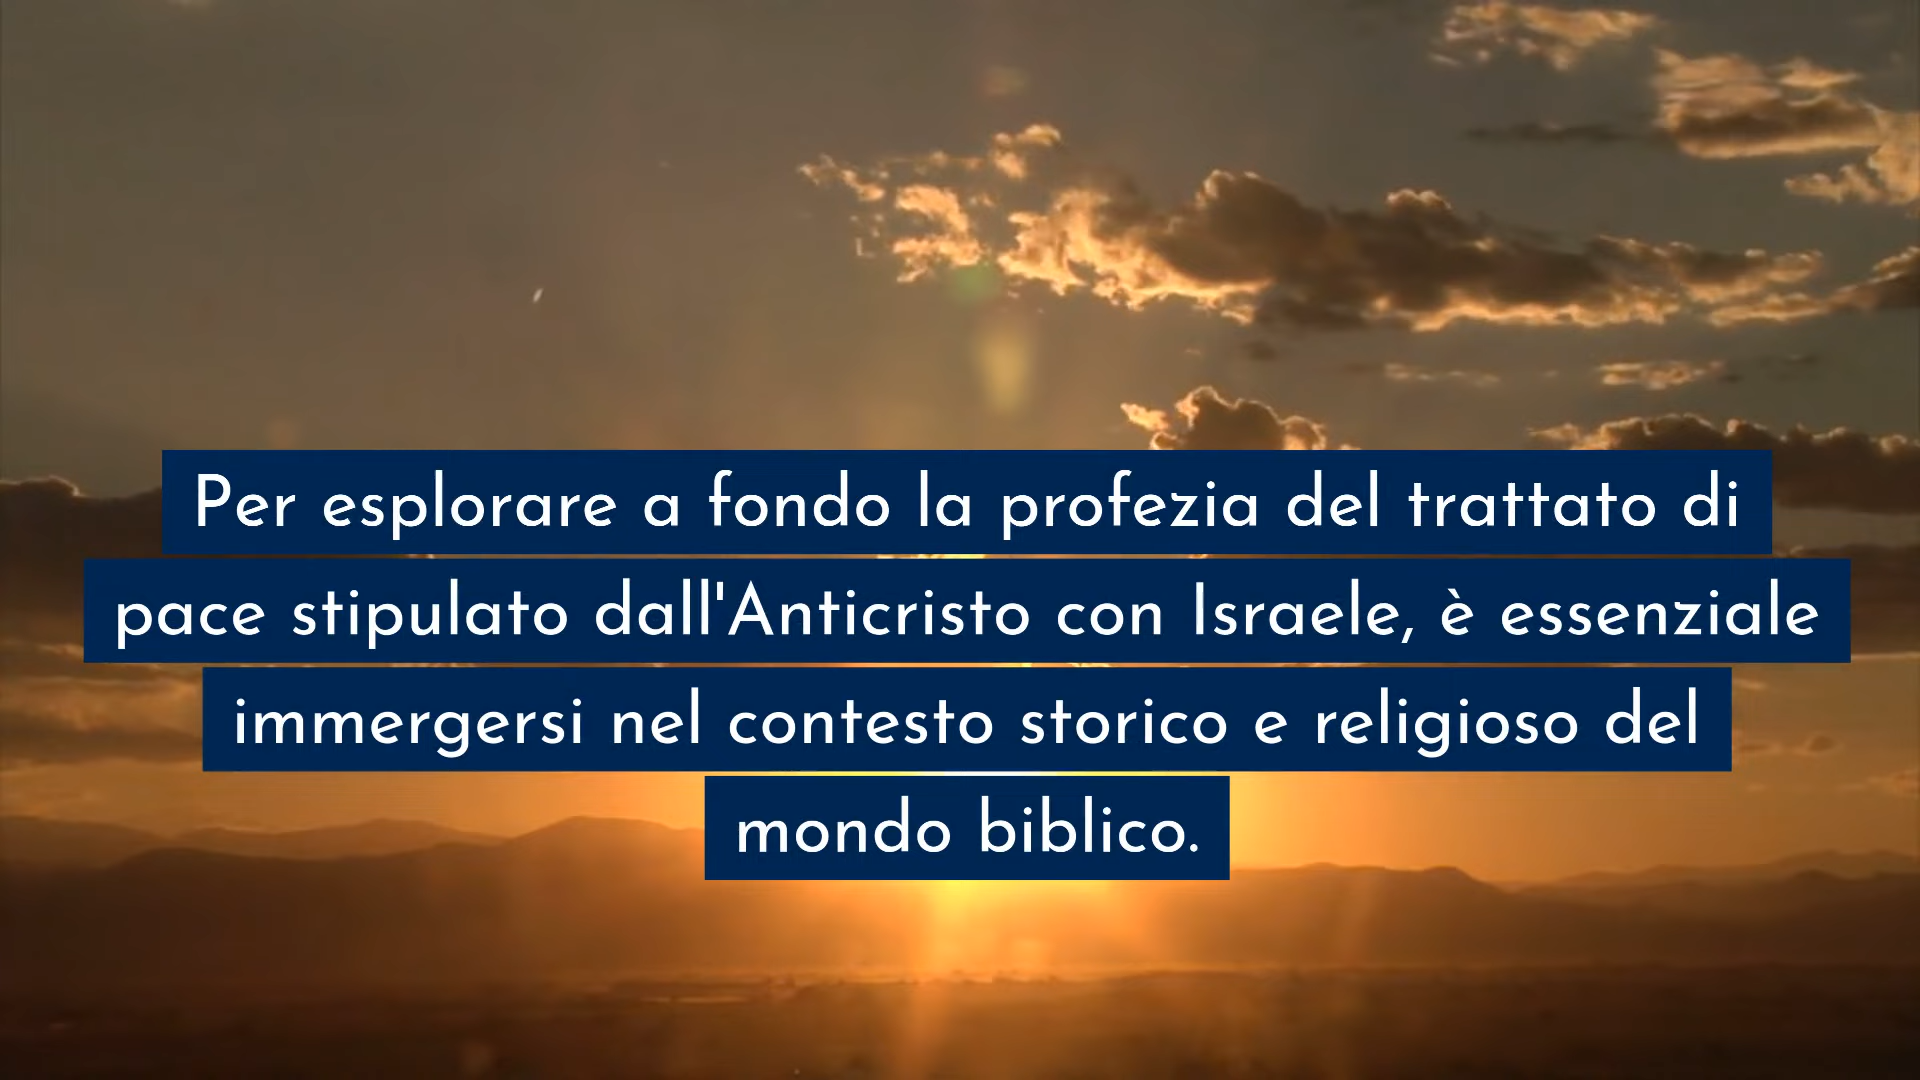 Per esplorare a fondo la profezia del trattato di
pace stipulato dall'Anticristo con Israele, è essenziale
immergersi nel contesto storico e religioso del
mondo biblico.